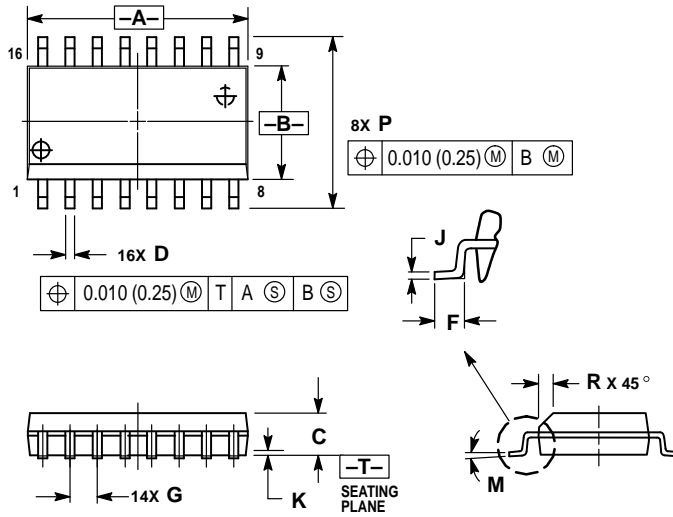 –A–
16
9
–B–
8X P
⌖ 0.010 (0.25) Ⓜ B Ⓜ
1
8
16X D
⌖ 0.010 (0.25) Ⓜ T A Ⓢ B Ⓢ
J
F
R X 45°
C
–T–
SEATING
PLANE
14X G
K
M